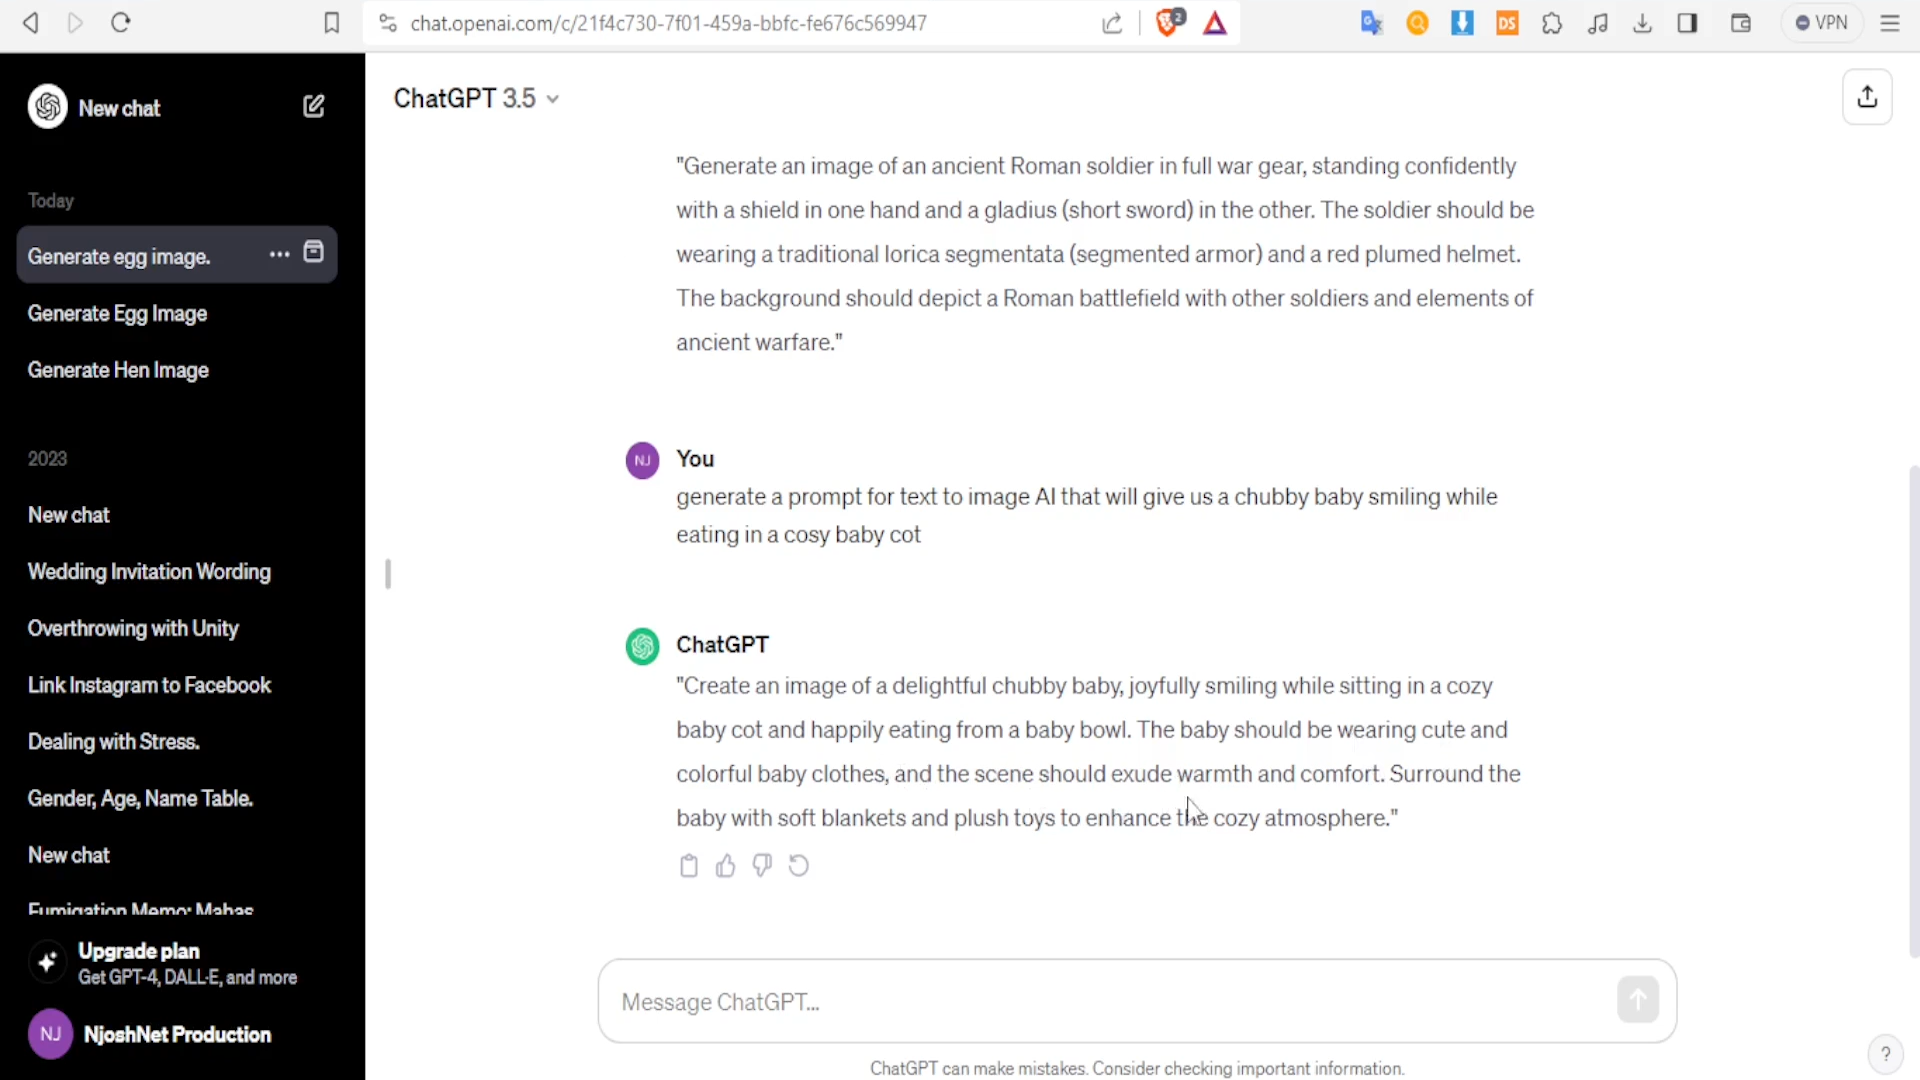 chat.openai.com/c/21f4c730-7f01-459a-bbfc-fe676c569947
2
DS
VPN
New chat
Today
Generate egg image.
Generate Egg Image
Generate Hen Image
2023
New chat
Wedding Invitation Wording
Overthrowing with Unity
Link Instagram to Facebook
Dealing with Stress.
Gender, Age, Name Table.
New chat
Fumigation Memo: Mabas
Upgrade plan
Get GPT-4, DALL·E, and more
NJ
NjoshNet Production
ChatGPT 3.5
"Generate an image of an ancient Roman soldier in full war gear, standing confidently
with a shield in one hand and a gladius (short sword) in the other. The soldier should be
wearing a traditional lorica segmentata (segmented armor) and a red plumed helmet.
The background should depict a Roman battlefield with other soldiers and elements of
ancient warfare."
NJ
You
generate a prompt for text to image AI that will give us a chubby baby smiling while
eating in a cosy baby cot
ChatGPT
"Create an image of a delightful chubby baby, joyfully smiling while sitting in a cozy
baby cot and happily eating from a baby bowl. The baby should be wearing cute and
colorful baby clothes, and the scene should exude warmth and comfort. Surround the
baby with soft blankets and plush toys to enhance the cozy atmosphere."
Message ChatGPT...
ChatGPT can make mistakes. Consider checking important information.
?